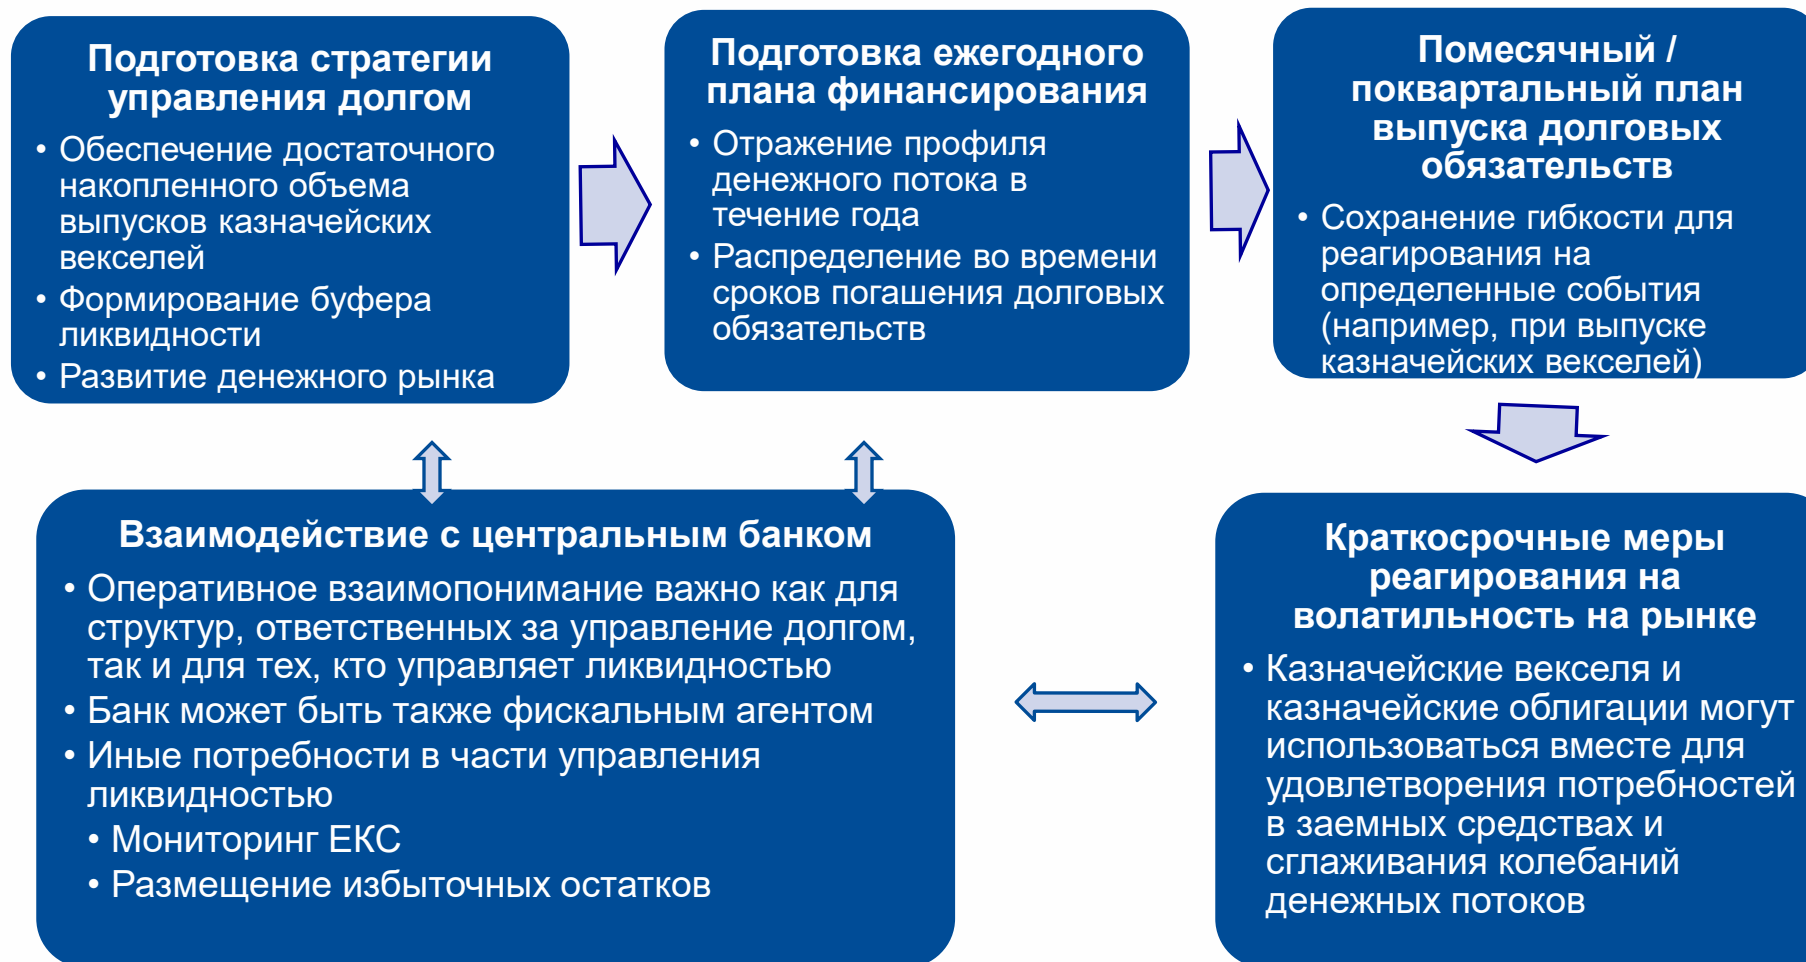 Подготовка стратегии
управления долгом
• Обеспечение достаточного
накопленного объема
выпусков казначейских
векселей
• Формирование буфера
ликвидности
• Развитие денежного рынка
Подготовка ежегодного
плана финансирования
• Отражение профиля
денежного потока в
течение года
• Распределение во времени
сроков погашения долговых
обязательств
Помесячный /
поквартальный план
выпуска долговых
обязательств
• Сохранение гибкости для
реагирования на
определенные события
(например, при выпуске
казначейских векселей)
Взаимодействие с центральным банком
• Оперативное взаимопонимание важно как для
структур, ответственных за управление долгом,
так и для тех, кто управляет ликвидностью
• Банк может быть также фискальным агентом
• Иные потребности в части управления
ликвидностью
• Мониторинг ЕКС
• Размещение избыточных остатков
Краткосрочные меры
реагирования на
волатильность на рынке
• Казначейские векселя и
казначейские облигации могут
использоваться вместе для
удовлетворения потребностей
в заемных средствах и
сглаживания колебаний
денежных потоков